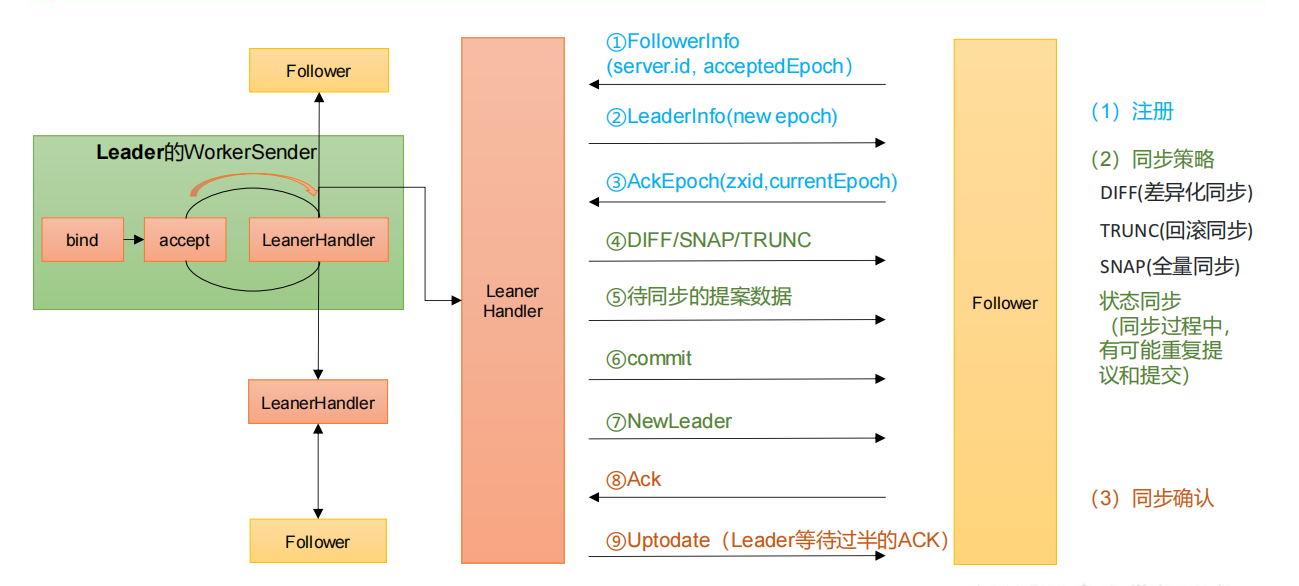 Follower
Leader的WorkerSender
bind
accept
LeanerHandler
LeanerHandler
Follower
Leaner
Handler
①FollowerInfo
(server.id, acceptedEpoch）
②LeaderInfo(new epoch)
③AckEpoch(zxid,currentEpoch)
④DIFF/SNAP/TRUNC
⑤待同步的提案数据
⑥commit
⑦NewLeader
⑧Ack
⑨Uptodate（Leader等待过半的ACK）
Follower
（1）注册
（2）同步策略
DIFF(差异化同步)
TRUNC(回滚同步)
SNAP(全量同步)
状态同步
（同步过程中，
有可能重复提
议和提交）
（3）同步确认